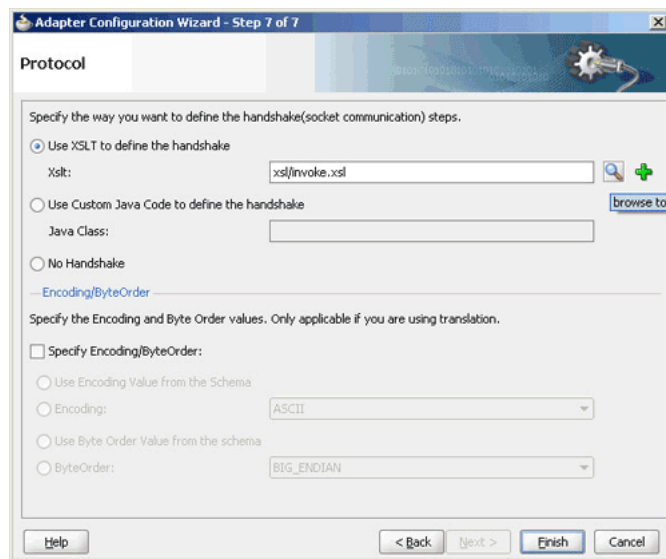 Adapter Configuration Wizard - Step 7 of 7
Protocol
Specify the way you want to define the handshake(socket communication) steps.
Use XSLT to define the handshake
Xslt: xsl/invoke.xsl
browse to
Use Custom Java Code to define the handshake
Java Class:
No Handshake
Encoding/ByteOrder
Specify the Encoding and Byte Order values. Only applicable if you are using translation.
Specify Encoding/ByteOrder:
Use Encoding Value from the Schema
Encoding: ASCII
Use Byte Order Value from the schema
ByteOrder: BIG_ENDIAN
Help < Back Next > Finish Cancel